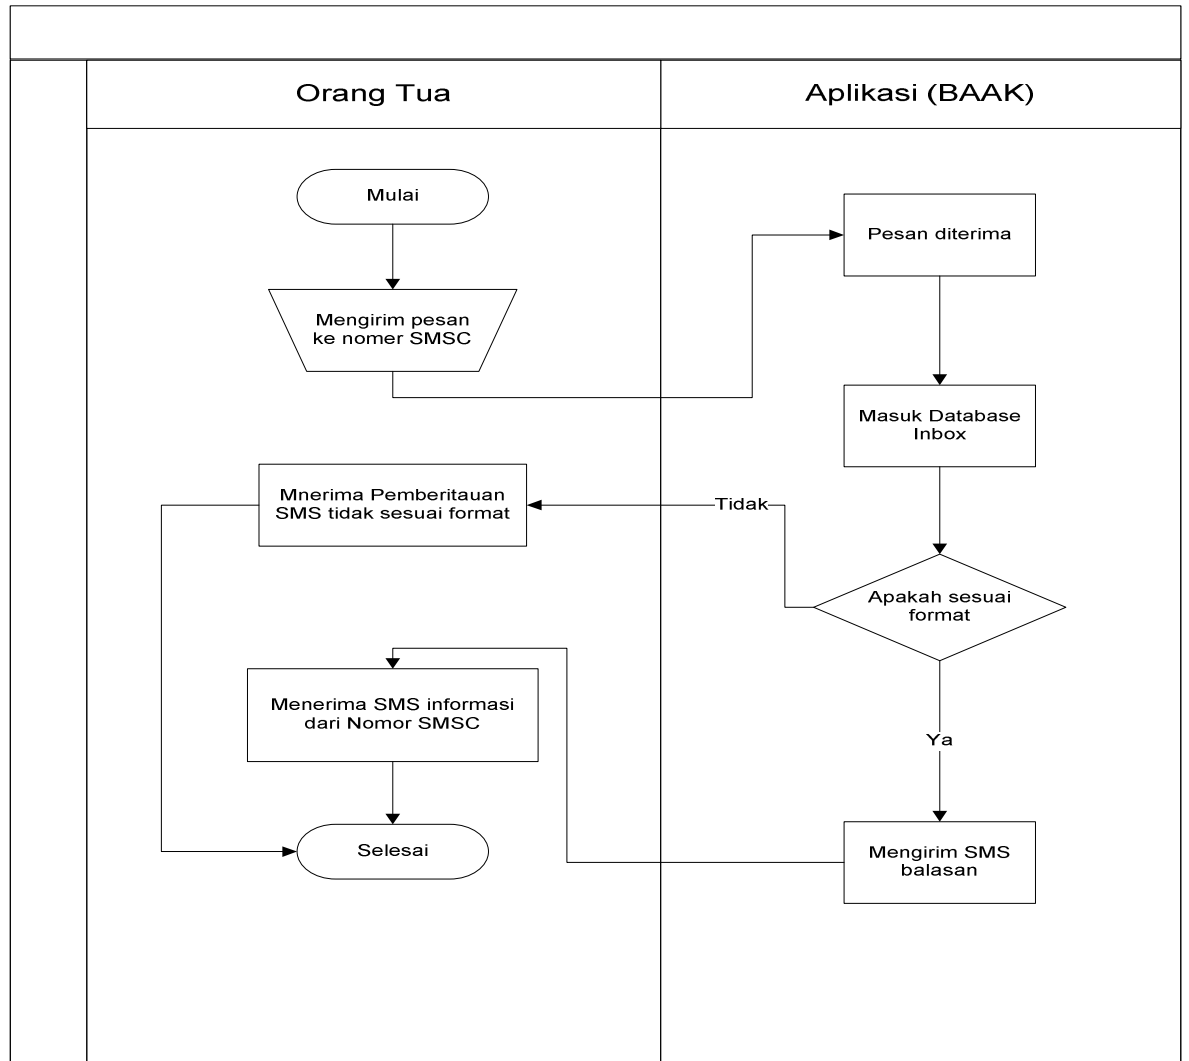 Orang Tua
Aplikasi (BAAK)
Mulai
Mengirim pesan
ke nomer SMSC
Pesan diterima
Masuk Database
Inbox
Apakah sesuai
format
Tidak
Mnerima Pemberitauan
SMS tidak sesuai format
Ya
Mengirim SMS
balasan
Menerima SMS informasi
dari Nomor SMSC
Selesai